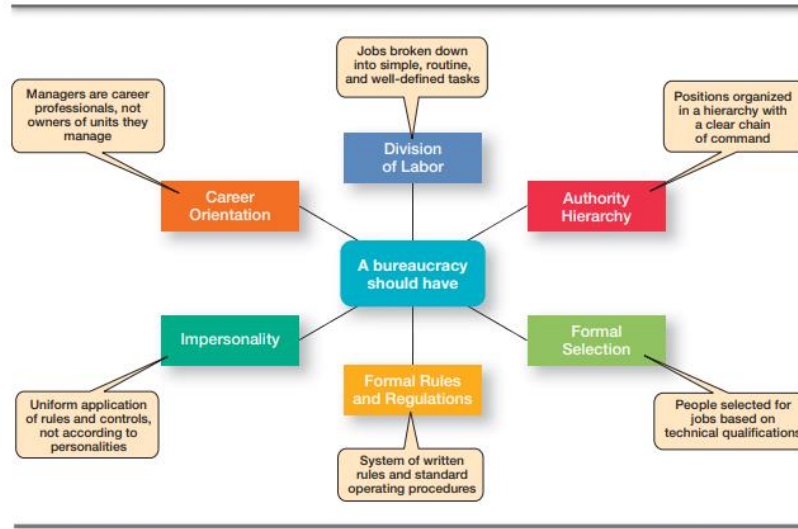 Jobs broken down
into simple, routine,
and well-defined tasks
Managers are career
professionals, not
owners of units they
manage
Positions organized
in a hierarchy with
a clear chain
of command
Division
of Labor
Career
Orientation
Authority
Hierarchy
A bureaucracy
should have
Impersonality
Formal
Selection
Formal Rules
and Regulations
Uniform application
of rules and controls,
not according to
personalities
People selected for
jobs based on
technical qualifications
System of written
rules and standard
operating procedures